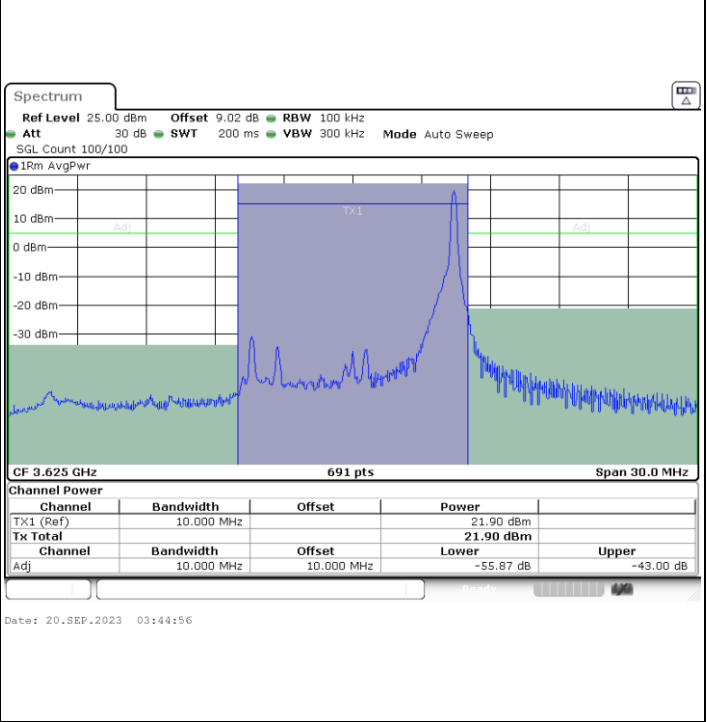 Spectrum
Ref Level 25.00 dBm Offset 9.02 dB RBW 100 kHz
Att 30 dB SWT 200 ms VBW 300 kHz Mode Auto Sweep
SGL Count 100/100
1Rm AvgPwr
20 dBm
TX1
10 dBm
Adj Adj
0 dBm
-10 dBm
-20 dBm
-30 dBm
CF 3.625 GHz 691 pts Span 30.0 MHz
Channel Power
Channel Bandwidth Offset Power
TX1 (Ref) 10.000 MHz 21.90 dBm
Tx Total 21.90 dBm
Channel Bandwidth Offset Lower Upper
Adj 10.000 MHz 10.000 MHz -55.87 dB -43.00 dB
Ready
Date: 20.SEP.2023 03:44:56